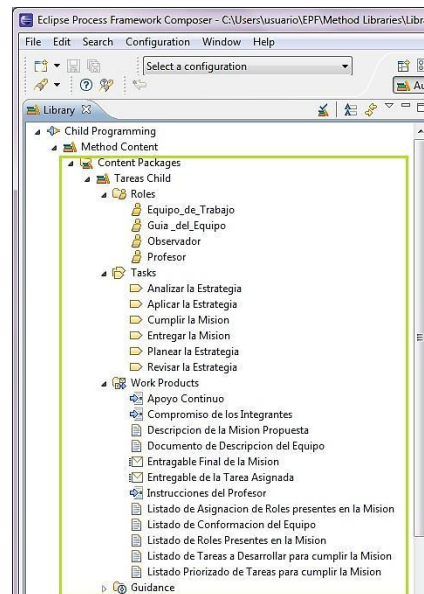 Eclipse Process Framework Composer - C:\Users\usuario\EPF\Method Libraries\Libra
File Edit Search Configuration Window Help
Select a configuration
Au
Library
Child Programming
Method Content
Content Packages
Tareas Child
Roles
Equipo_de_Trabajo
Guia _del_Equipo
Observador
Profesor
Tasks
Analizar la Estrategia
Aplicar la Estrategia
Cumplir la Mision
Entregar la Mision
Planear la Estrategia
Revisar la Estrategia
Work Products
Apoyo Continuo
Compromiso de los Integrantes
Descripcion de la Mision Propuesta
Documento de Descripcion del Equipo
Entragable Final de la Mision
Entregable de la Tarea Asignada
Instrucciones del Profesor
Listado de Asignacion de Roles presentes en la Mision
Listado de Conformacion del Equipo
Listado de Roles Presentes en la Mision
Listado de Tareas a Desarrollar para cumplir la Mision
Listado Priorizado de Tareas para cumplir la Mision
Guidance